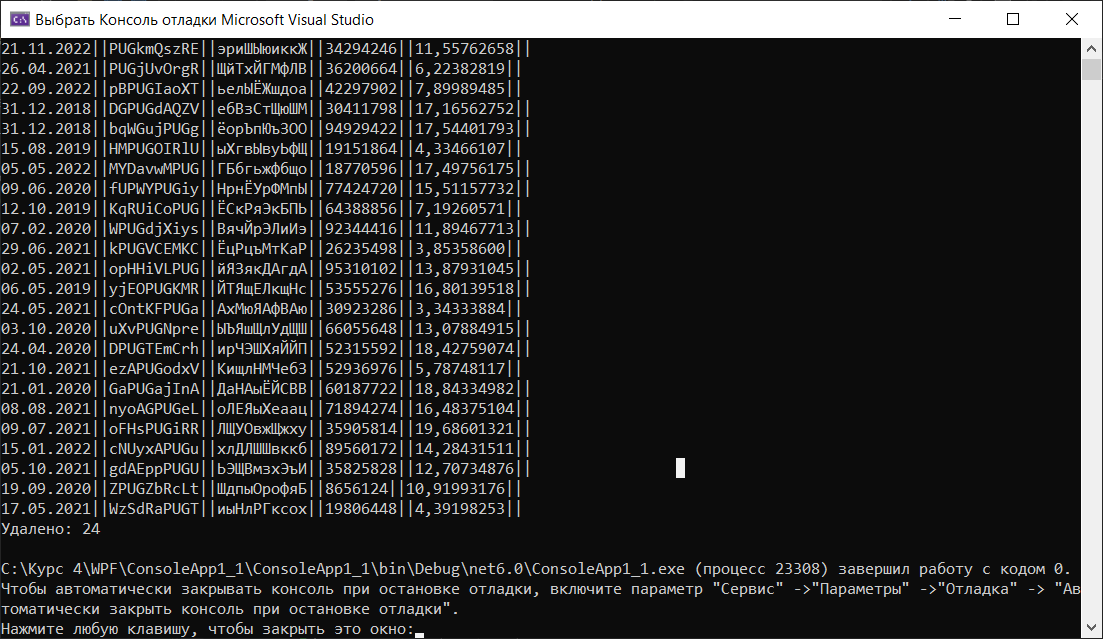 Выбрать Консоль отладки Microsoft Visual Studio
21.11.2022||PUGkmQszRE||эриШЫюиккЖ||34294246||11,55762658||
26.04.2021||PUGjUvOrgR||ЩйТхЙГМфЛВ||36200664||6,22382819||
22.09.2022||pBPUGIaoXT||ьелЫЁЖшдоа||42297902||7,89989485||
31.12.2018||DGPUGdAQZV||ебВзСтЩюШМ||30411798||17,16562752||
31.12.2018||bqWGujPUGg||ёорЪпЮъЗОО||94929422||17,54401793||
15.08.2019||HMPUGOIRlU||ыХгвЫвуЬфЩ||19151864||4,33466107||
05.05.2022||MYDavwMPUG||ГБбгьжфбщо||18770596||17,49756175||
09.06.2020||fUPWYPUGiy||НрнЁУрФМпЫ||77424720||15,51157732||
12.10.2019||KqRUiCoPUG||ЁСкРяЭкБПЬ||64388856||7,19260571||
07.02.2020||WPUGdjXiys||ВячЙрЭЛиИэ||92344416||11,89467713||
29.06.2021||kPUGVCEMKC||ЁцРцъМтКаР||26235498||3,85358600||
02.05.2021||opHHiVLPUG||йЯЗякДАгдА||95310102||13,87931045||
06.05.2019||yjEOPUGKMR||ЙТЯщЕЛкщНс||53555276||16,80139518||
24.05.2021||cOntKFPUGa||АхМюЯАфВАю||30923286||3,34333884||
03.10.2020||uXvPUGNpre||ЫЪЯшЩлУдЩШ||66055648||13,07884915||
24.04.2020||DPUGTEmCrh||ирЧЭШХяЙЙП||52315592||18,42759074||
21.10.2021||ezAPUGodxV||КищлНМЧебЗ||52936976||5,78748117||
21.01.2020||GaPUGajInA||ДаНАыЁЙСВВ||60187722||18,84334982||
08.08.2021||nyoAGPUGeL||оЛЕЯыХеаац||71894274||16,48375104||
09.07.2021||oFHsPUGiRR||ЛЩУОвжЩжху||35905814||19,68601321||
15.01.2022||cNUyxAPUGu||хлДЛШШвккб||89560172||14,28431511||
05.10.2021||gdAEppPUGU||ЬЭЩВмзхЭъИ||35825828||12,70734876||
19.09.2020||ZPUGZbRcLt||ШдпыОрофяБ||8656124||10,91993176||
17.05.2021||WzSdRaPUGT||иыНлРГксох||19806448||4,39198253||
Удалено: 24
C:\Курс 4\WPF\ConsoleApp1_1\ConsoleApp1_1\bin\Debug\net6.0\ConsoleApp1_1.exe (процесс 23308) завершил работу с кодом 0.
Чтобы автоматически закрывать консоль при остановке отладки, включите параметр "Сервис" ->"Параметры" ->"Отладка" -> "Ав
томатически закрыть консоль при остановке отладки".
Нажмите любую клавишу, чтобы закрыть это окно: